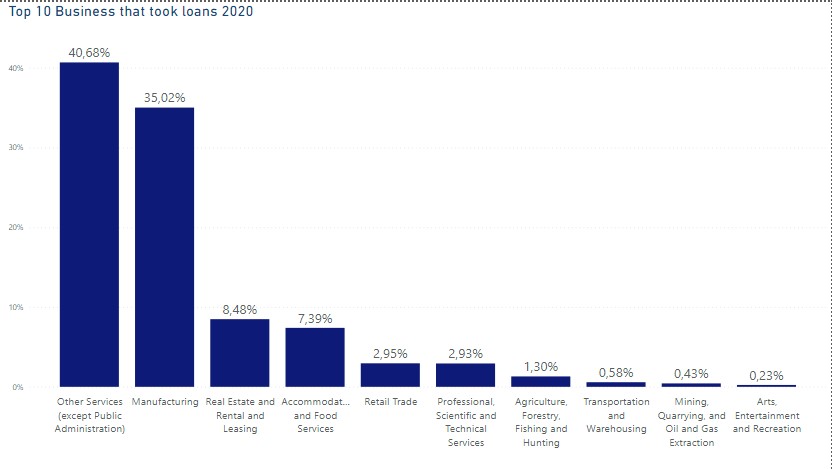 Top 10 Business that took loans 2020
40,68%
40%
35,02%
30%
20%
10%
8,48%
7,39%
2,95%
2,93%
1,30%
0,58%
0,43%
0,23%
0%
Other Services
(except Public
Administration)
Manufacturing
Real Estate and
Rental and
Leasing
Accommodat...
and Food
Services
Retail Trade
Professional,
Scientific and
Technical
Services
Agriculture,
Forestry,
Fishing and
Hunting
Transportation
and
Warehousing
Mining,
Quarrying, and
Oil and Gas
Extraction
Arts,
Entertainment
and Recreation